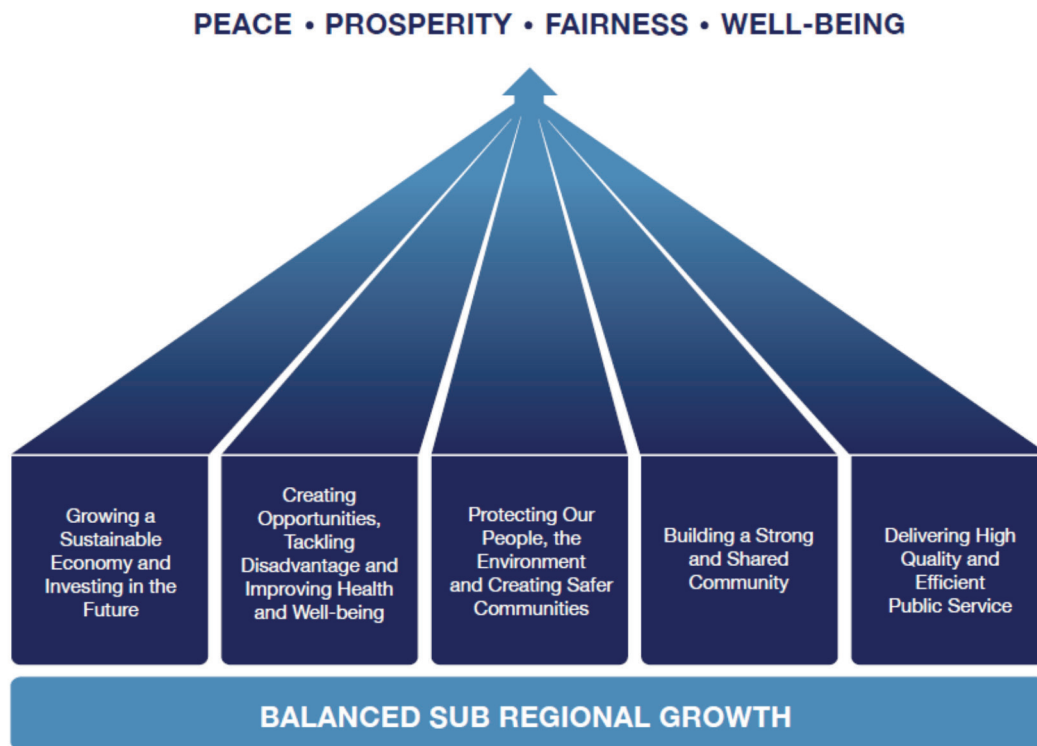 PEACE • PROSPERITY • FAIRNESS • WELL-BEING
Growing a
Sustainable
Economy and
Investing in the
Future
Creating
Opportunities,
Tackling
Disadvantage and
Improving Health
and Well-being
Protecting Our
People, the
Environment
and Creating Safer
Communities
Building a Strong
and Shared
Community
Delivering High
Quality and
Efficient
Public Service
BALANCED SUB REGIONAL GROWTH